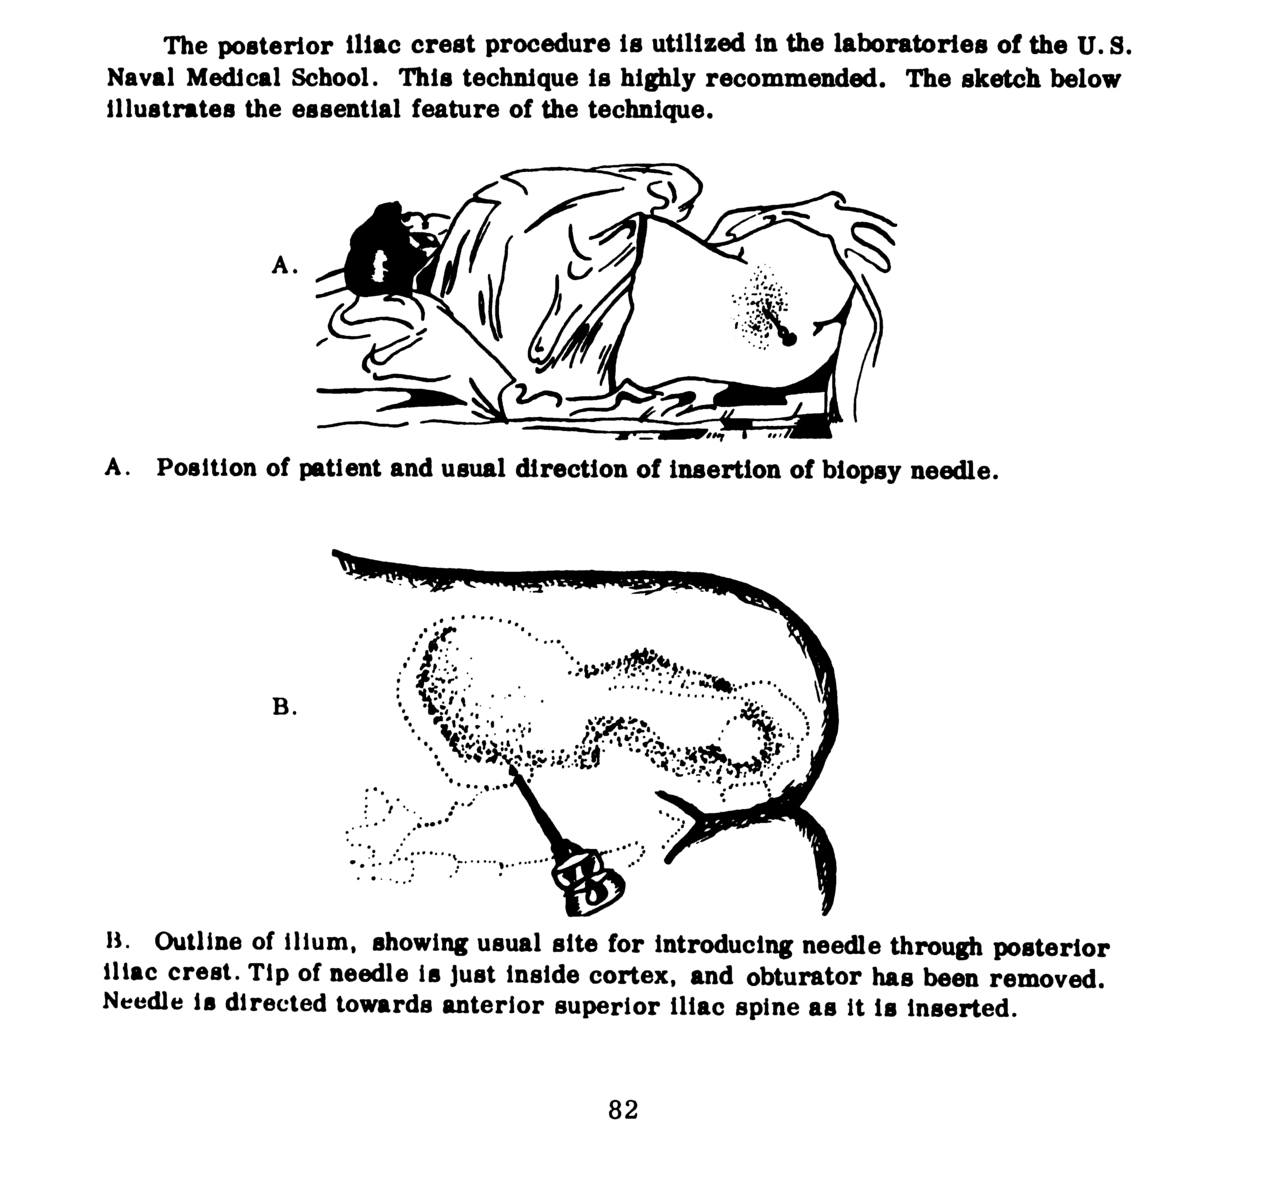 The posterior iliac crest procedure is utilized in the laboratories of the U.S.
Naval Medical School. This technique is highly recommended. The sketch below
illustrates the essential feature of the technique.
A.
A. Position of patient and usual direction of insertion of biopsy needle.
B.
B. Outline of ilium, showing usual site for introducing needle through posterior
iliac crest. Tip of needle is just inside cortex, and obturator has been removed.
Needle is directed towards anterior superior iliac spine as it is inserted.
82